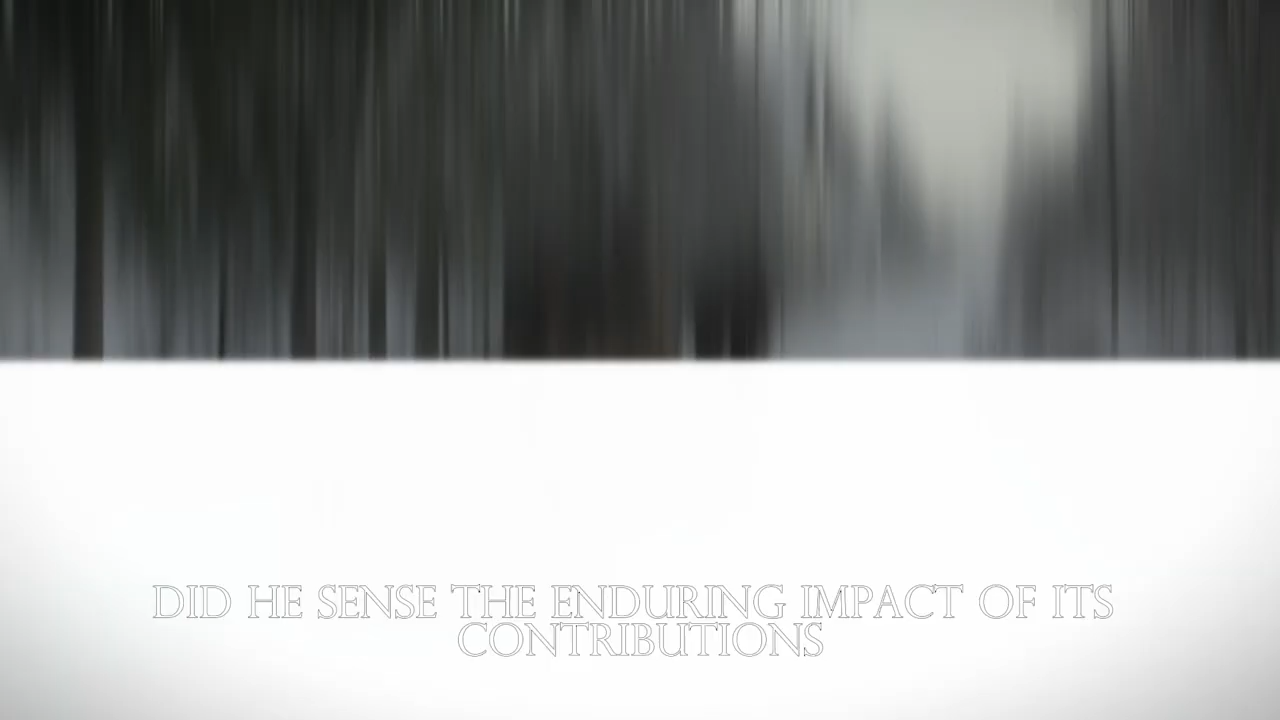 DID HE SENSE THE ENDURING IMPACT OF ITS
CONTRIBUTIONS